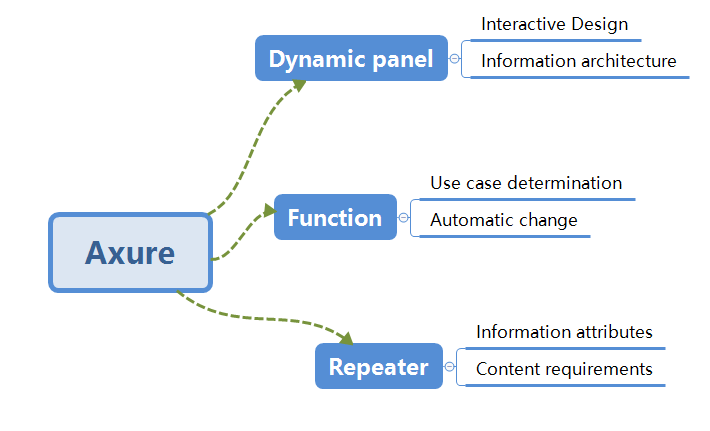 Axure
Dynamic panel
Interactive Design
Information architecture
Function
Use case determination
Automatic change
Repeater
Information attributes
Content requirements